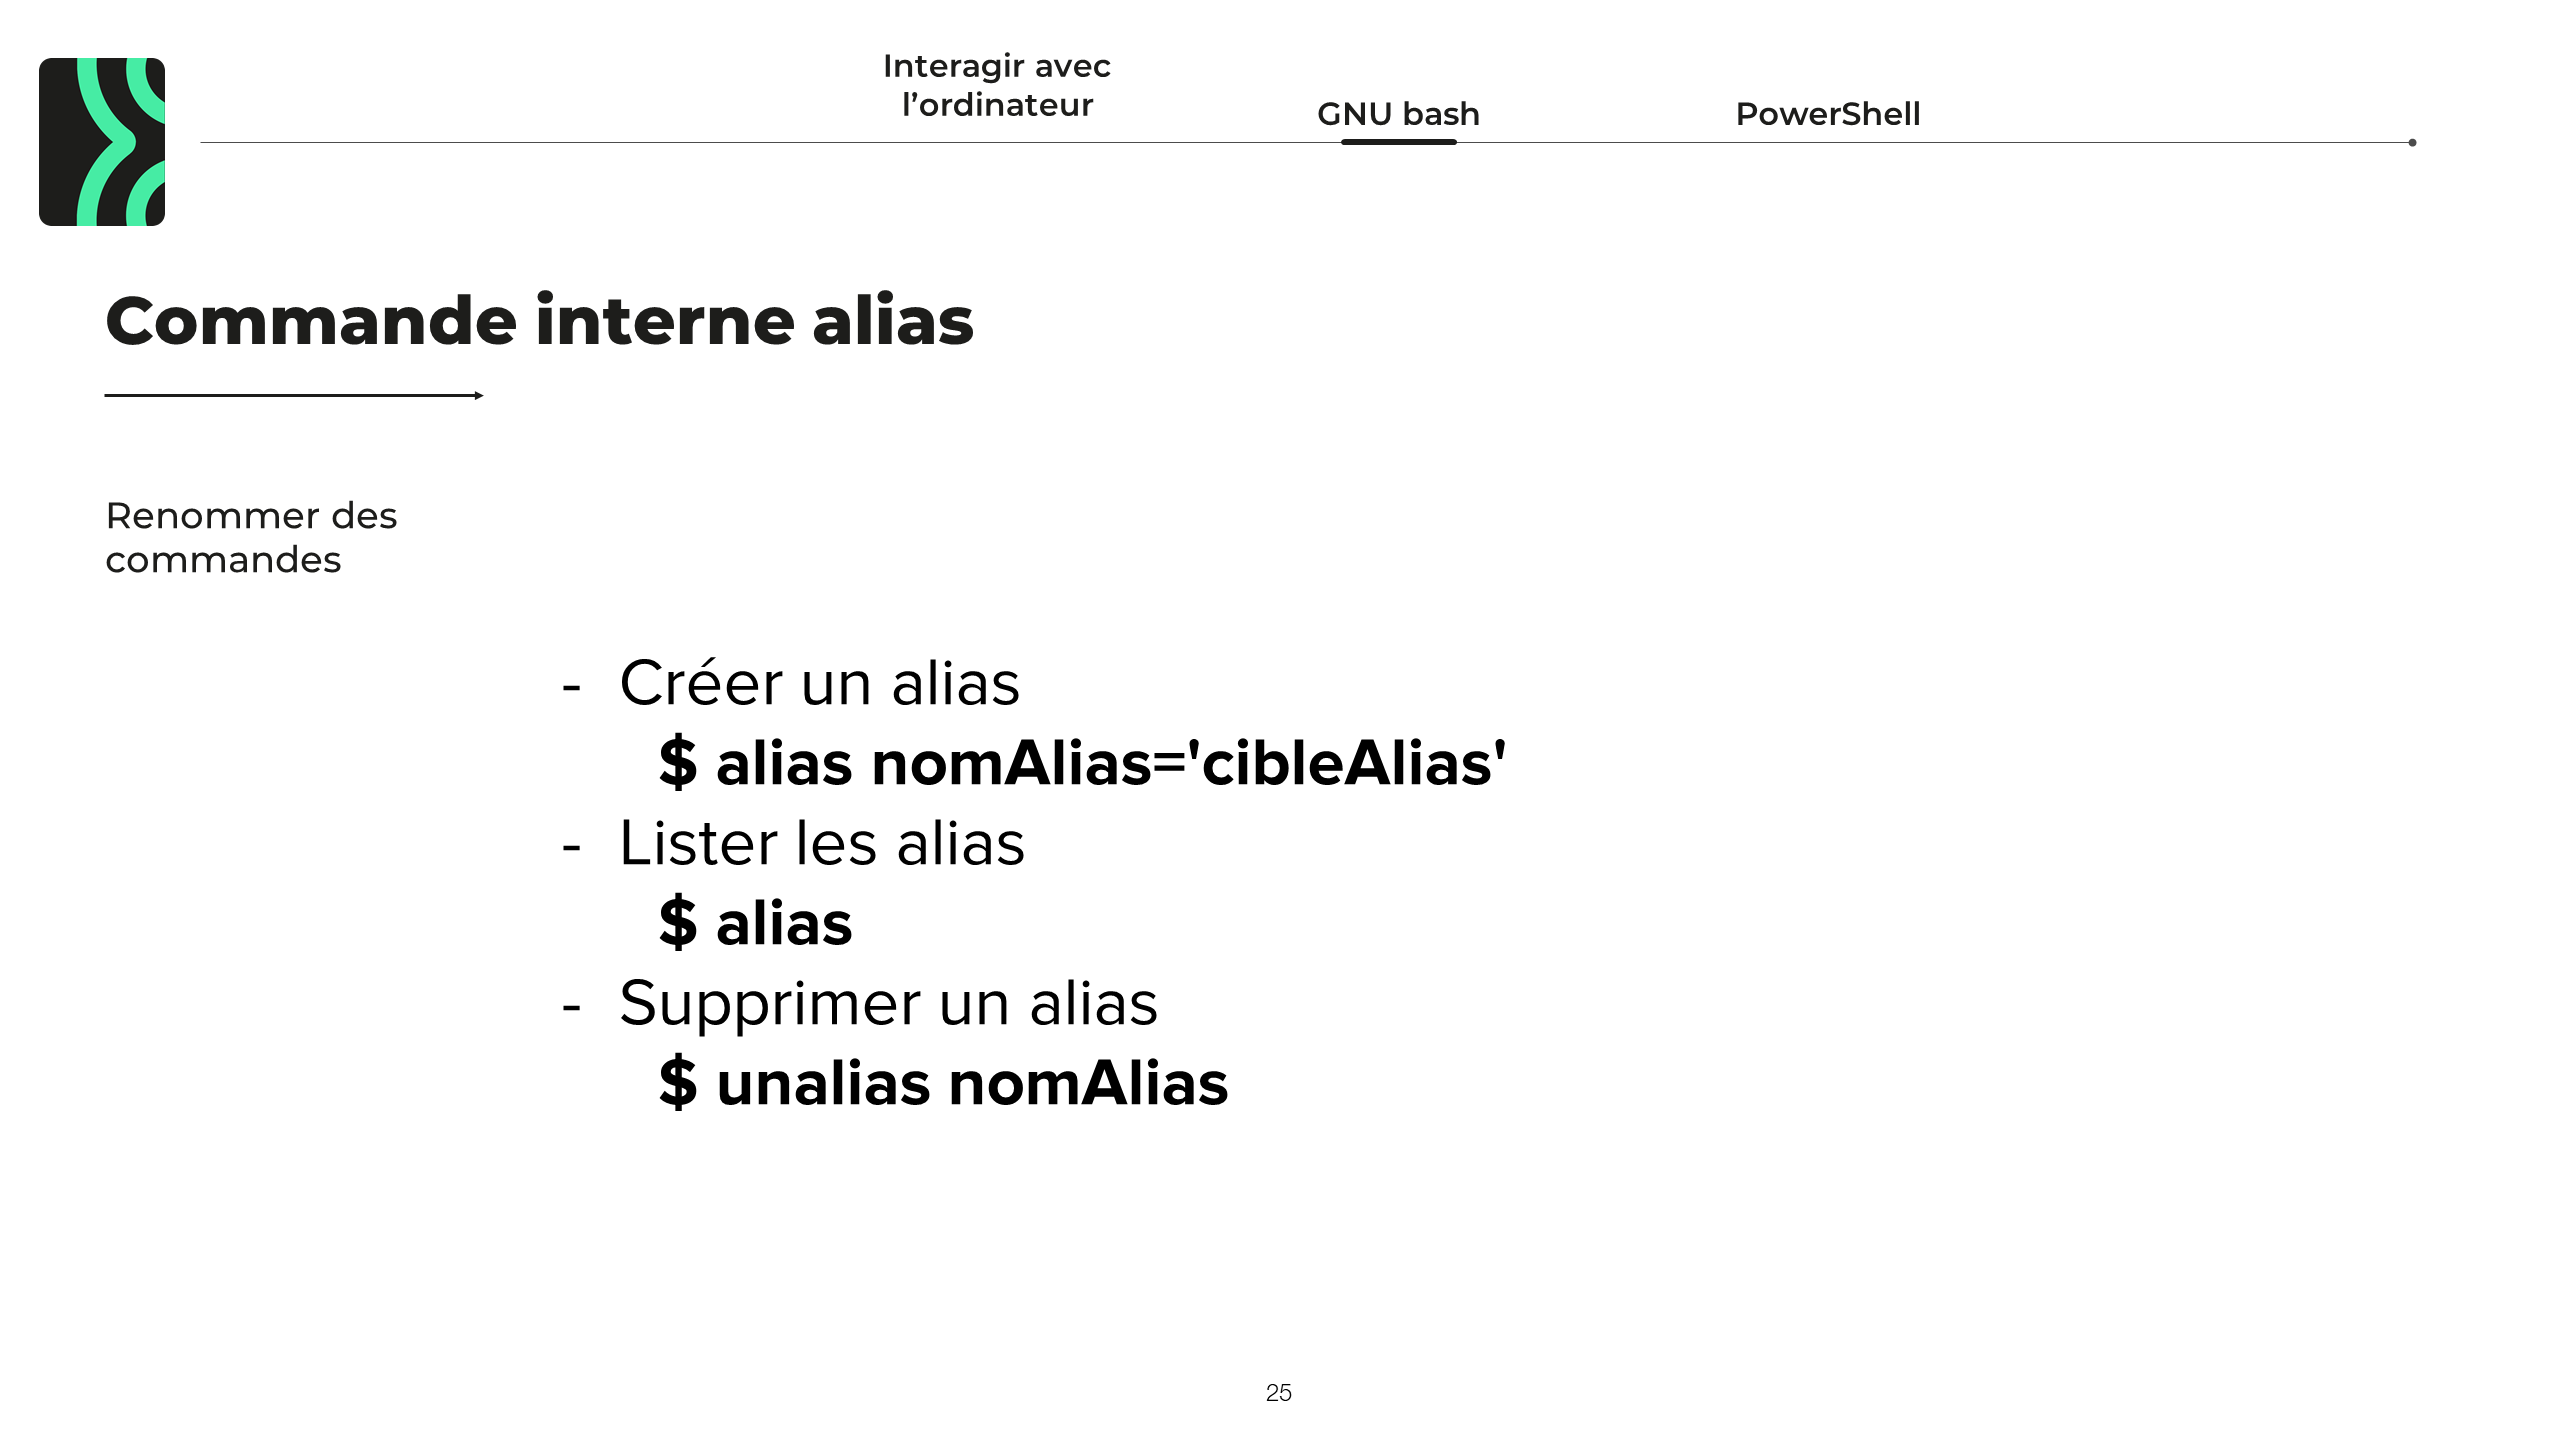 Interagir avec
l’ordinateur
GNU bash
PowerShell
Commande interne alias
Renommer des
commandes
- Créer un alias
$ alias nomAlias='cibleAlias'
- Lister les alias
$ alias
- Supprimer un alias
$ unalias nomAlias
25